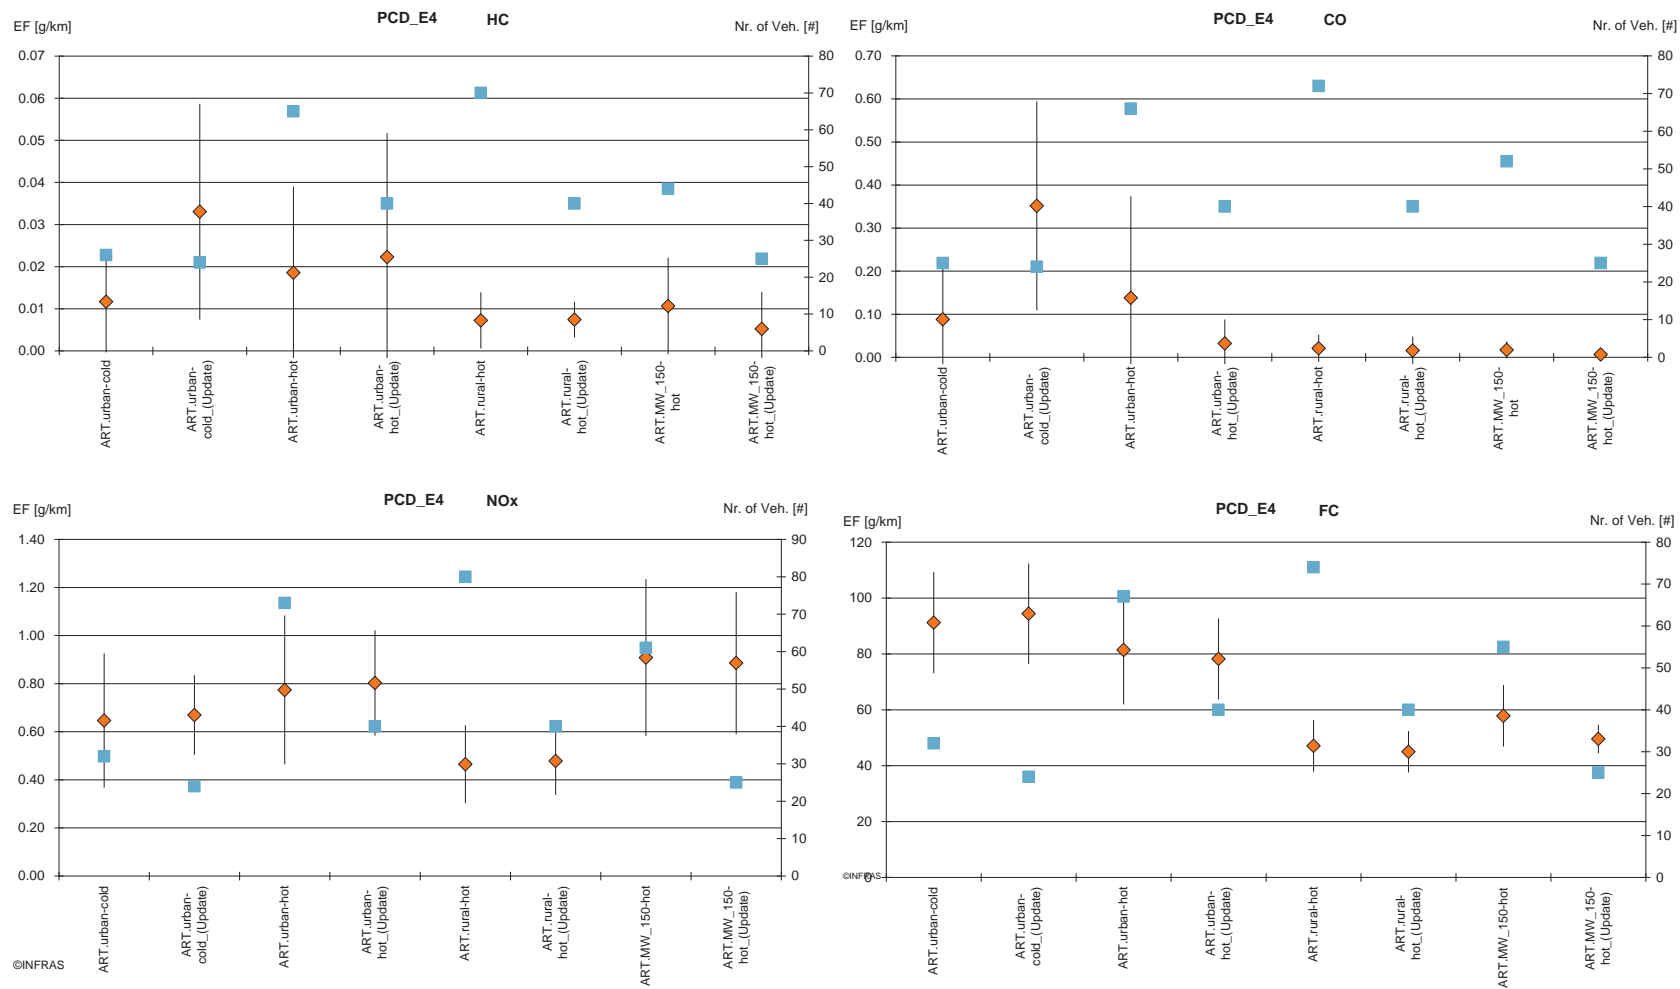 PCD_E4 HC
EF [g/km] Nr. of Veh. [#]
0.07 80
0.06 70
0.05 60
0.04 50
0.03 40
0.02 30
0.01 20
0.00 10
0
ART.urban-cold
ART.urban-
cold_(Update)
ART.urban-hot
ART.urban-
hot_(Update)
ART.rural-hot
ART.rural-
hot_(Update)
ART.MW_150-
hot
ART.MW_150-
hot_(Update)
PCD_E4 CO
EF [g/km] Nr. of Veh. [#]
0.70 80
0.60 70
0.50 60
0.40 50
0.30 40
0.20 30
0.10 20
0.00 10
0
ART.urban-cold
ART.urban-
cold_(Update)
ART.urban-hot
ART.urban-
hot_(Update)
ART.rural-hot
ART.rural-
hot_(Update)
ART.MW_150-
hot
ART.MW_150-
hot_(Update)
PCD_E4 NOx
EF [g/km] Nr. of Veh. [#]
1.40 90
1.20 80
1.00 70
0.80 60
0.60 50
0.40 40
0.20 30
0.00 20
10
0
ART.urban-cold
ART.urban-
cold_(Update)
ART.urban-hot
ART.urban-
hot_(Update)
ART.rural-hot
ART.rural-
hot_(Update)
ART.MW_150-hot
ART.MW_150-
hot_(Update)
©INFRAS
PCD_E4 FC
EF [g/km] Nr. of Veh. [#]
120 80
100 70
80 60
60 50
40 40
20 30
0 20
10
0
©INFRAS
ART.urban-cold
ART.urban-
cold_(Update)
ART.urban-hot
ART.urban-
hot_(Update)
ART.rural-hot
ART.rural-
hot_(Update)
ART.MW_150-hot
ART.MW_150-
hot_(Update)